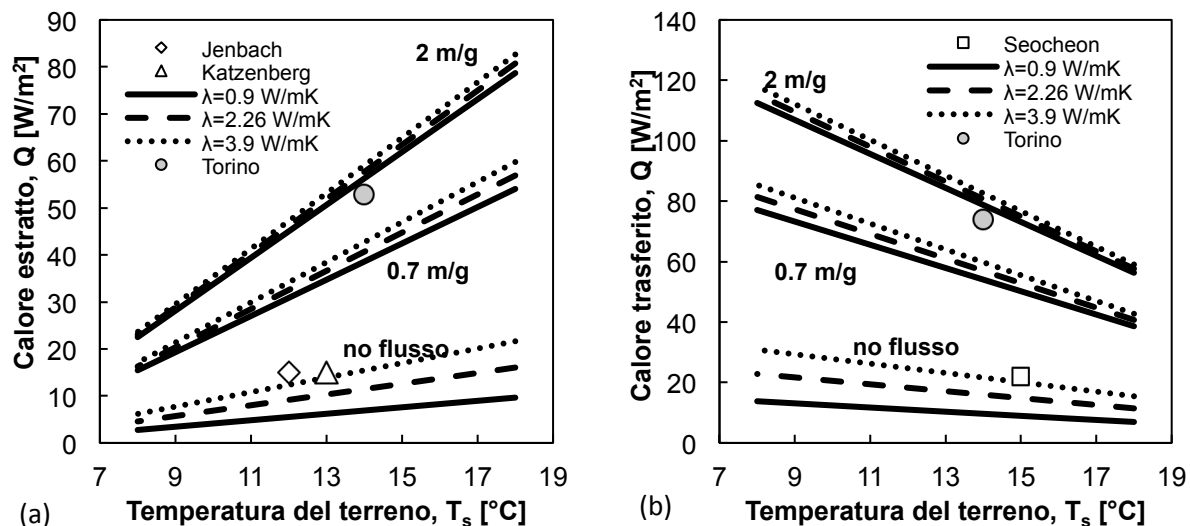 90
80
70
60
50
40
30
20
10
0
Calore estratto, Q [W/m²]
Jenbach
Katzenberg
λ=0.9 W/mK
λ=2.26 W/mK
λ=3.9 W/mK
Torino
2 m/g
0.7 m/g
no flusso
7 9 11 13 15 17 19
(a) Temperatura del terreno, Tₛ [°C]
140
120
100
80
60
40
20
0
Calore trasferito, Q [W/m²]
Seocheon
λ=0.9 W/mK
λ=2.26 W/mK
λ=3.9 W/mK
Torino
2 m/g
0.7 m/g
no flusso
7 9 11 13 15 17 19
(b) Temperatura del terreno, Tₛ [°C]